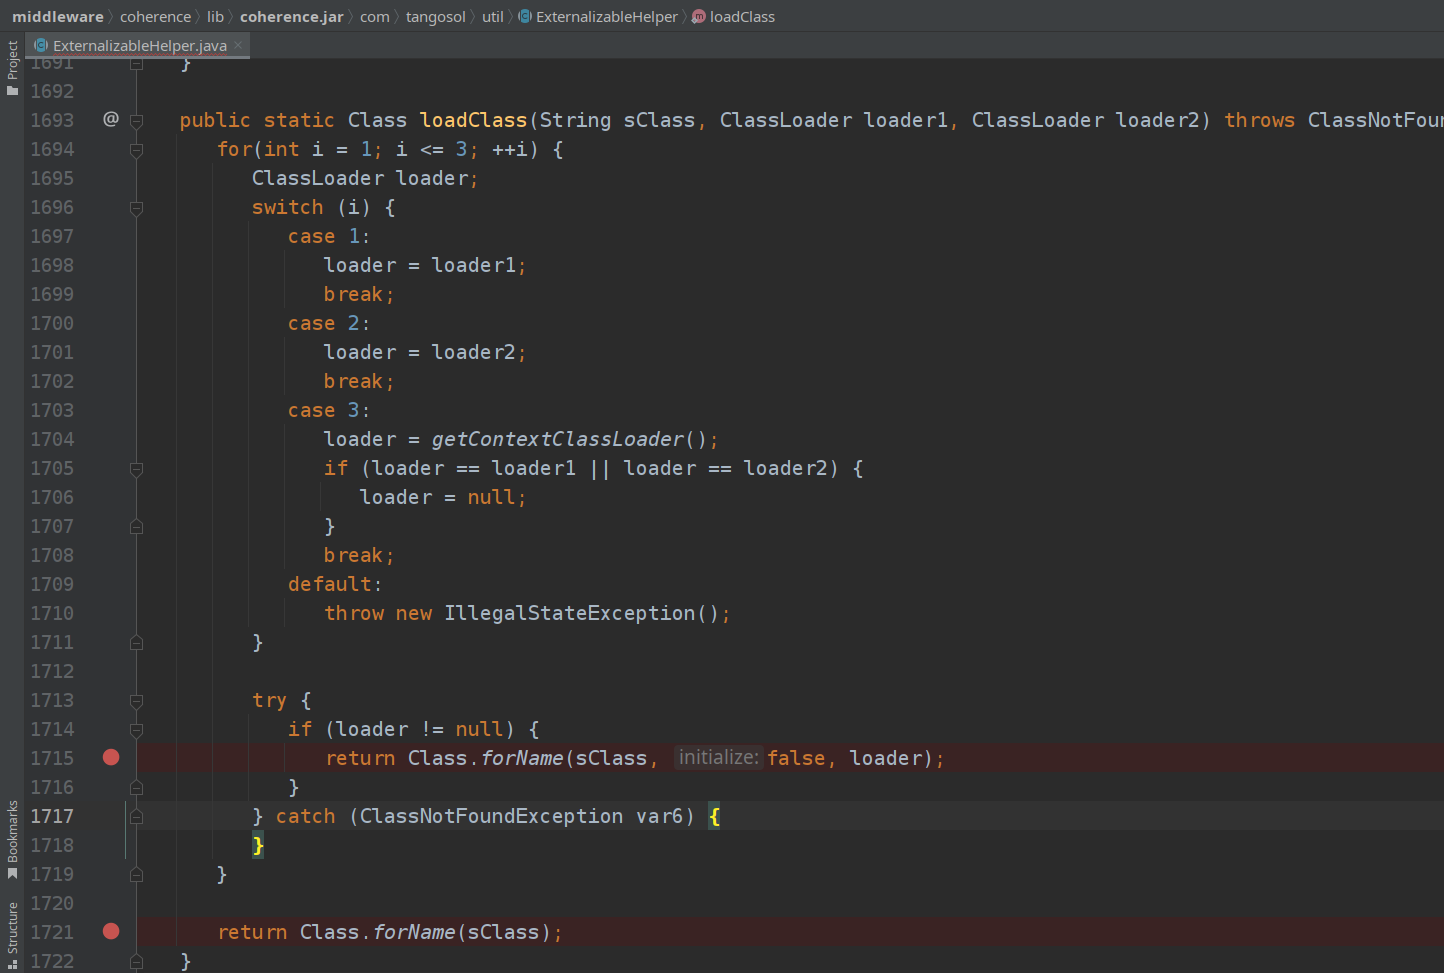 middleware 〉 coherence 〉 lib 〉 coherence.jar 〉 com 〉 tangosol 〉 util 〉 ExternalizableHelper 〉 loadClass
Project
ExternalizableHelper.java ×
1691 }
1692
1693 @ public static Class loadClass(String sClass, ClassLoader loader1, ClassLoader loader2) throws ClassNotFoun
1694 for(int i = 1; i <= 3; ++i) {
1695 ClassLoader loader;
1696 switch (i) {
1697 case 1:
1698 loader = loader1;
1699 break;
1700 case 2:
1701 loader = loader2;
1702 break;
1703 case 3:
1704 loader = getContextClassLoader();
1705 if (loader == loader1 || loader == loader2) {
1706 loader = null;
1707 }
1708 break;
1709 default:
1710 throw new IllegalStateException();
1711 }
1712
1713 try {
1714 if (loader != null) {
1715 return Class.forName(sClass, initialize: false, loader);
1716 }
1717 } catch (ClassNotFoundException var6) {
1718 }
1719 }
1720
1721 return Class.forName(sClass);
1722 }
Bookmarks
Structure